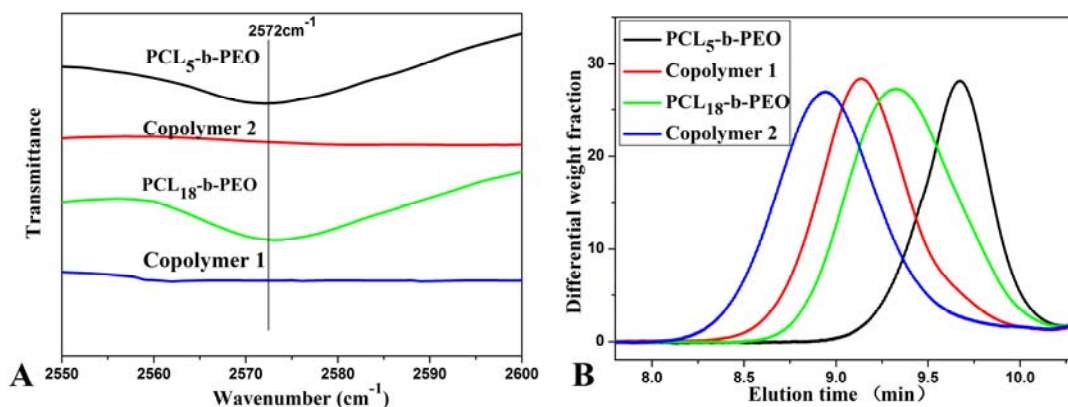 2572cm-1
PCL5-b-PEO
Copolymer 2
PCL18-b-PEO
Copolymer 1
Transmittance
2550 2560 2570 2580 2590 2600
Wavenumber (cm-1)
A
PCL5-b-PEO
Copolymer 1
PCL18-b-PEO
Copolymer 2
Differential weight fraction
30
20
10
0
8.0 8.5 9.0 9.5 10.0
Elution time (min)
B